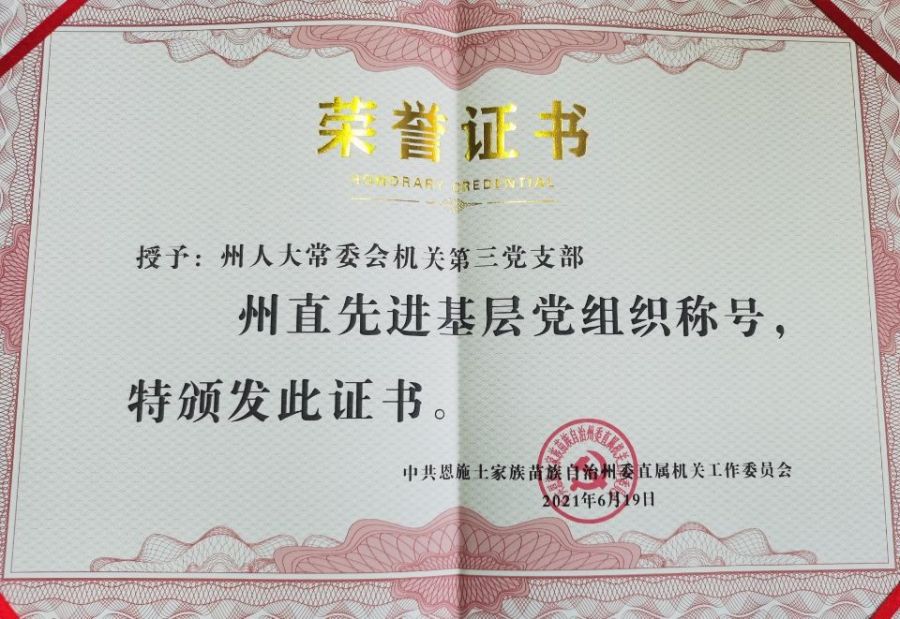 荣誉证书
HONORARY CREDENTIAL
授予：州人大常委会机关第三党支部
州直先进基层党组织称号，
特颁发此证书。
中共恩施土家族苗族自治州委直属机关工作委员会
2021年6月19日